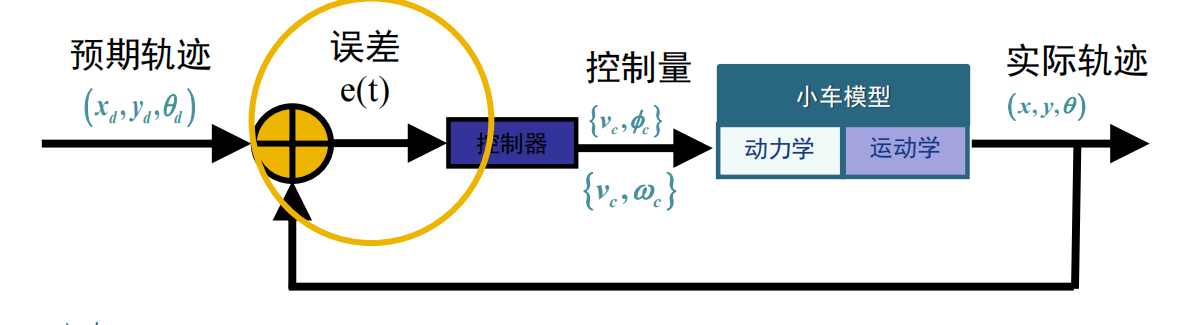 预期轨迹
(x_d, y_d, θ_d)
误差
e(t)
控制器
控制量
{v_c, ϕ_c}
{v_c, ω_c}
小车模型
动力学
运动学
实际轨迹
(x, y, θ)